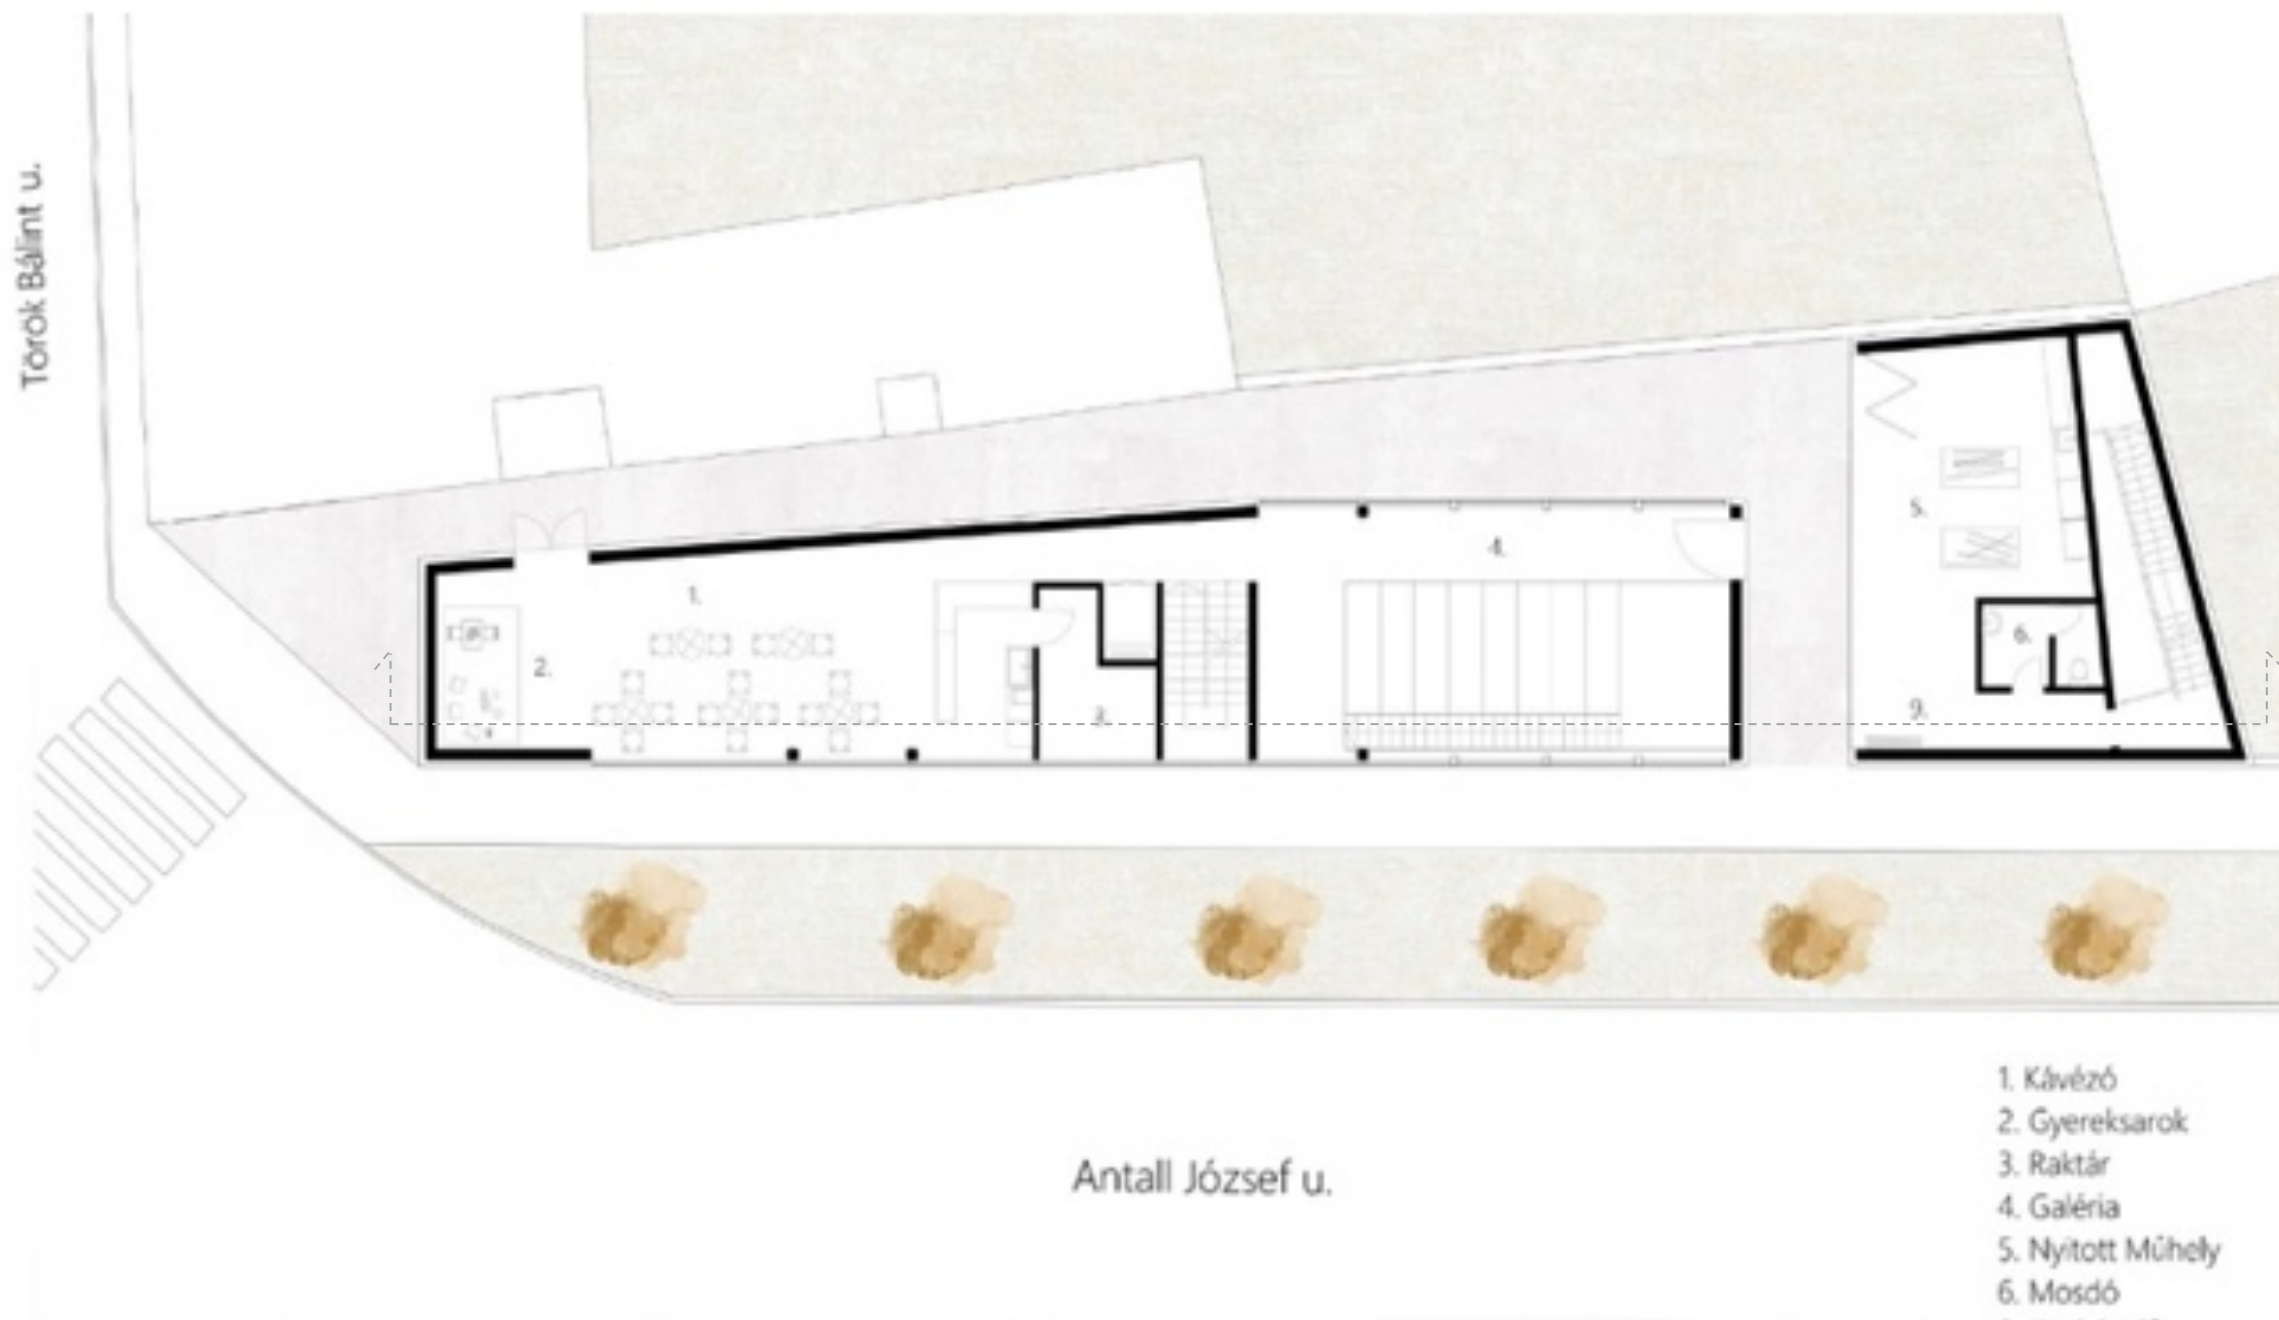 Török Bálint u.
1.
2.
3.
4.
5.
6.
9.
Antall József u.
1. Kávézó
2. Gyereksarok
3. Raktár
4. Galéria
5. Nyitott Műhely
6. Mosdó